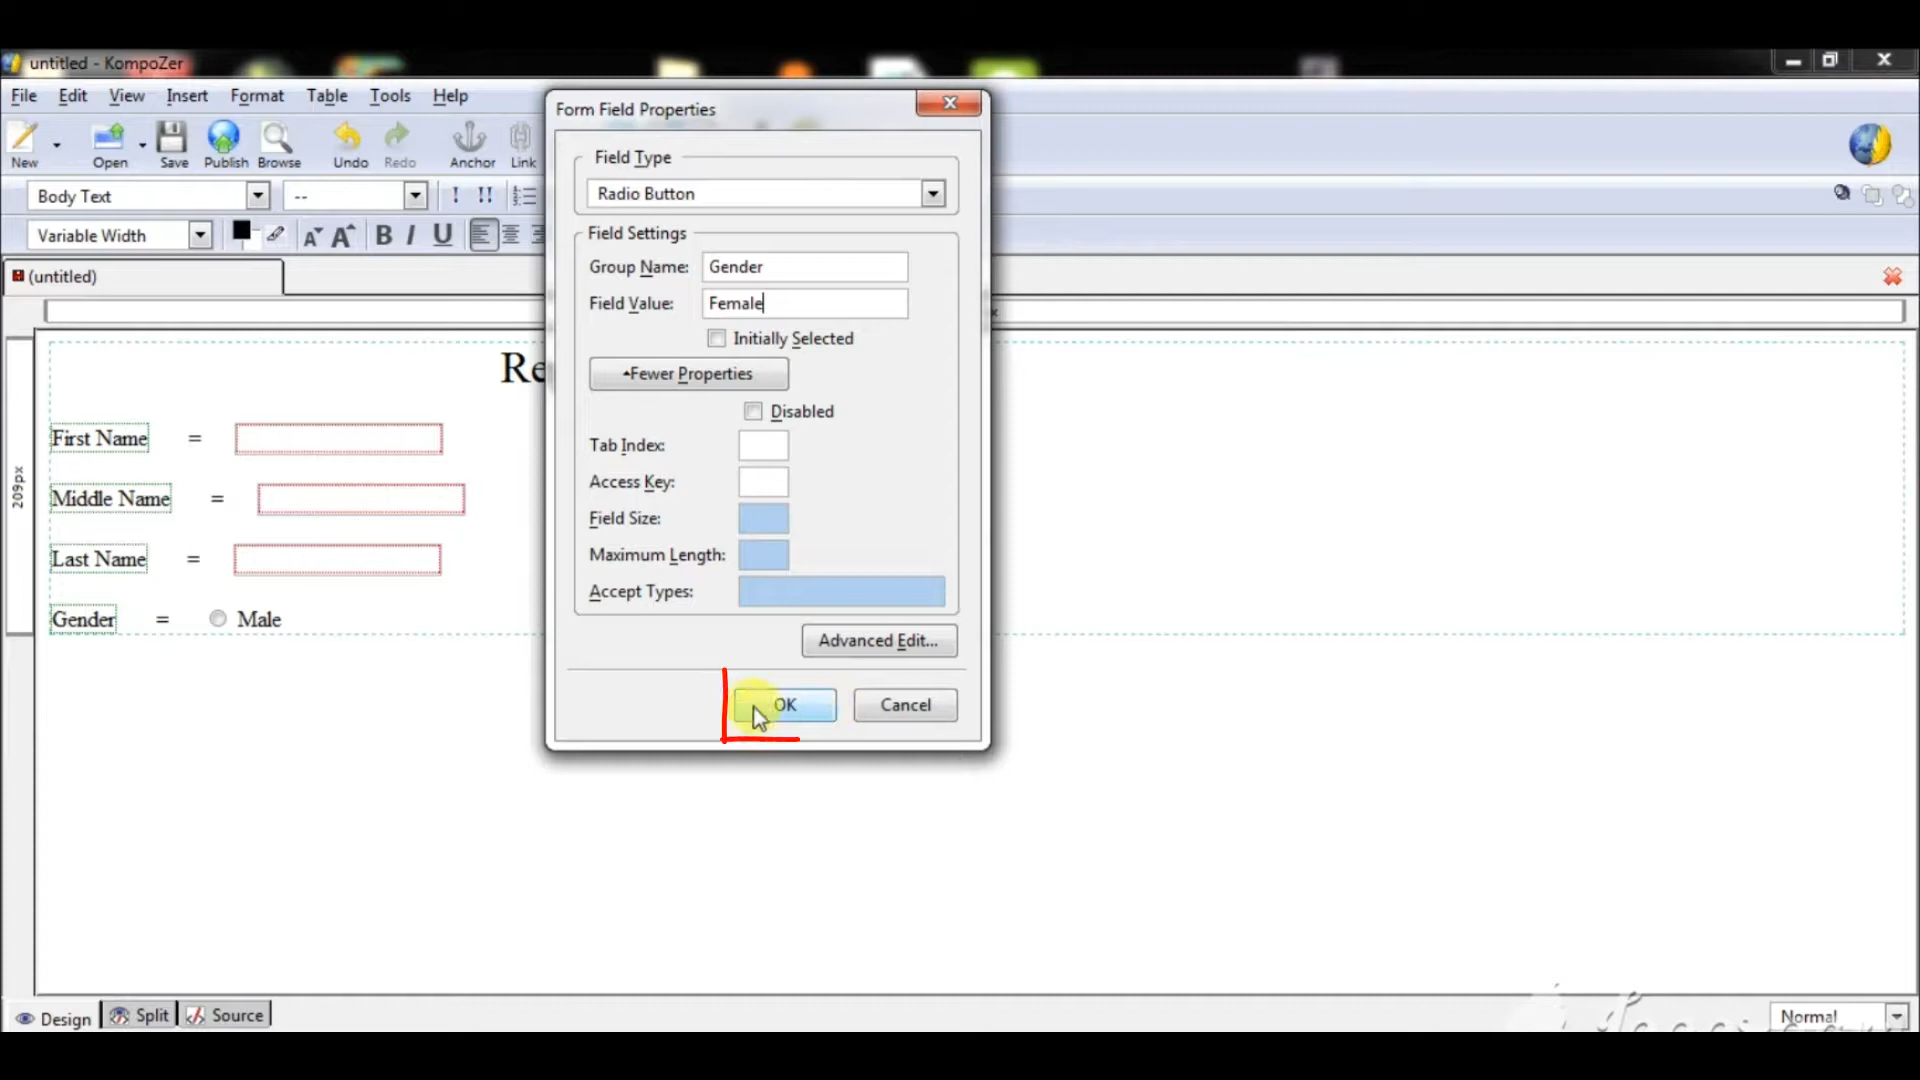 untitled - KompoZer
File Edit View Insert Format Table Tools Help
New Open Save Publish Browse Undo Redo Anchor Link
Body Text
--
Variable Width
B I U
(untitled)
209px
Re
First Name =
Middle Name =
Last Name =
Gender = Male
Form Field Properties
Field Type
Radio Button
Field Settings
Group Name: Gender
Field Value: Female
Initially Selected
Fewer Properties
Disabled
Tab Index:
Access Key:
Field Size:
Maximum Length:
Accept Types:
Advanced Edit...
OK Cancel
Design Split Source
Normal